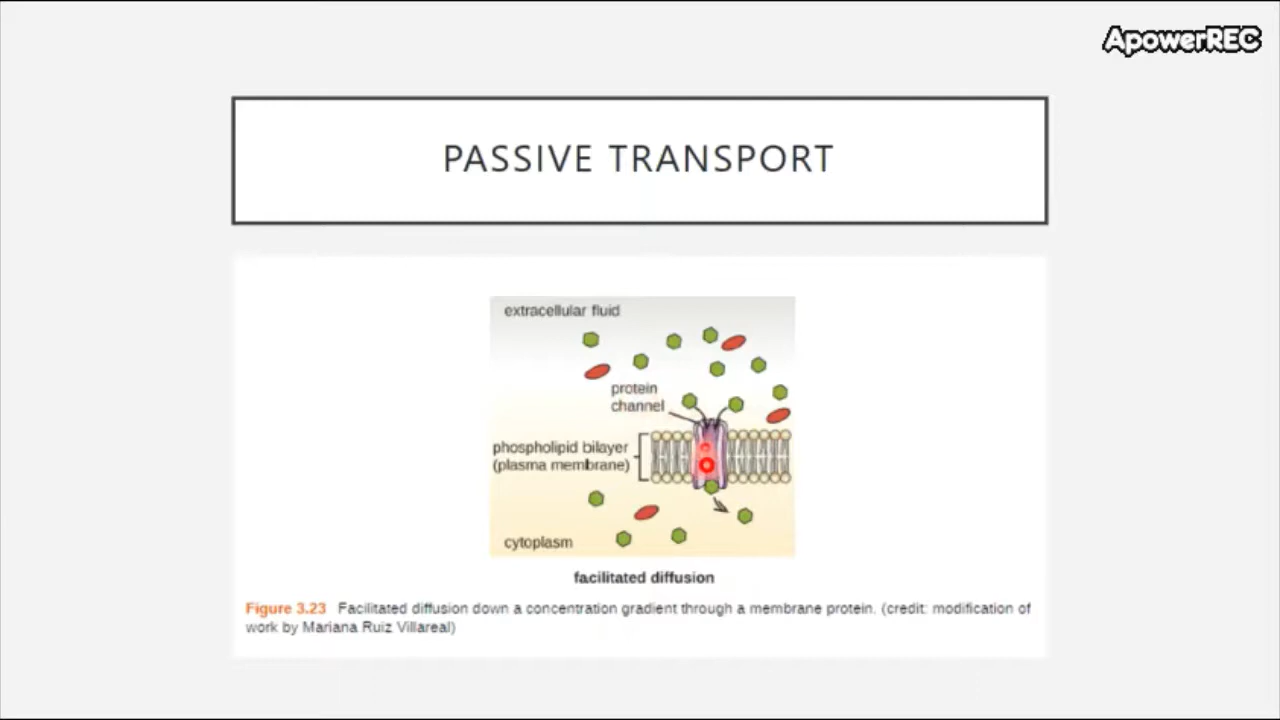 ApowerREC
PASSIVE TRANSPORT
extracellular fluid
protein
channel
phospholipid bilayer
(plasma membrane)
cytoplasm
facilitated diffusion
Figure 3.23 Facilitated diffusion down a concentration gradient through a membrane protein. (credit: modification of
work by Mariana Ruiz Villareal)